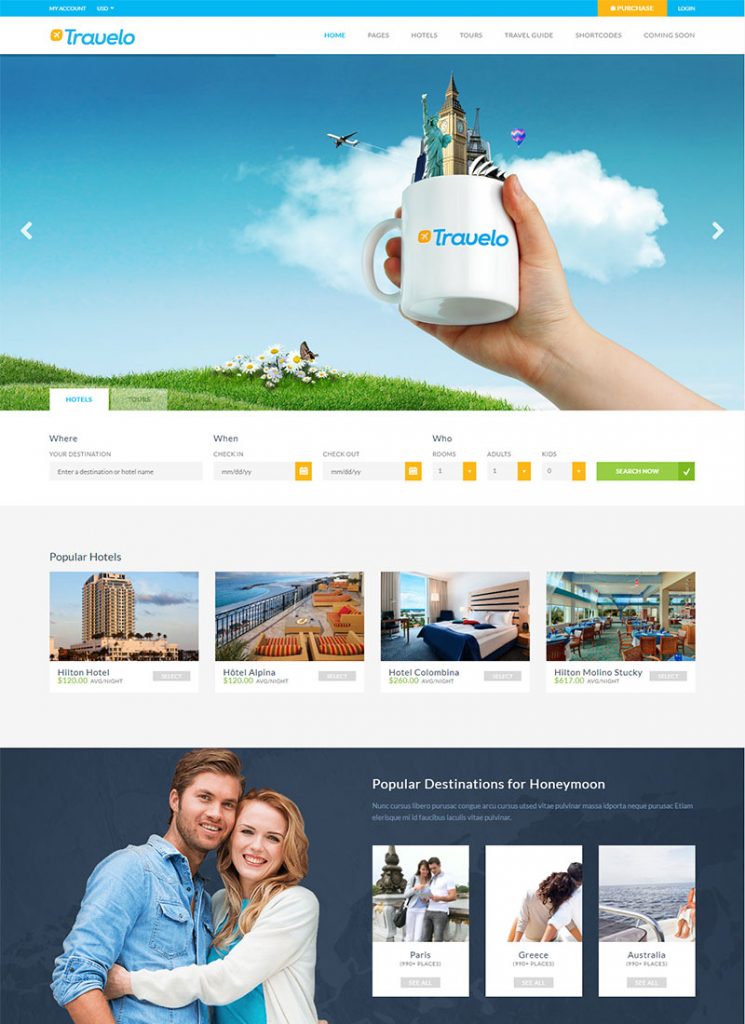 MY ACCOUNT USD PURCHASE LOGIN
Travelo HOME PAGES HOTELS TOURS TRAVEL GUIDE SHORTCODES COMING SOON
Travelo
HOTELS TOURS
Where When Who
YOUR DESTINATION CHECK IN CHECK OUT ROOMS ADULTS KIDS
Enter a destination or hotel name mm/dd/yy mm/dd/yy 1 1 0 SEARCH NOW
Popular Hotels
Hilton Hotel Hôtel Alpina Hotel Colombina Hilton Molino Stucky
$120.00 AVG/NIGHT SELECT $120.00 AVG/NIGHT SELECT $260.00 AVG/NIGHT SELECT $617.00 AVG/NIGHT SELECT
Popular Destinations for Honeymoon
Nunc cursus libero purusac congue arcu cursus utsed vitae pulvinar massa idporta neque purusac Etiam
elerisque mi id faucibus iaculis vitae pulvinar.
Paris Greece Australia
(990+ PLACES) (990+ PLACES) (990+ PLACES)
SEE ALL SEE ALL SEE ALL